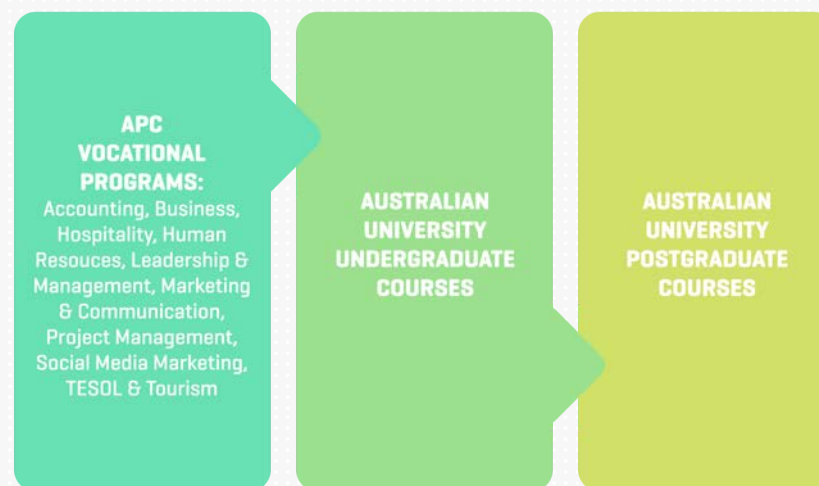 APC
VOCATIONAL
PROGRAMS:
Accounting, Business,
Hospitality, Human
Resouces, Leadership &
Management, Marketing
& Communication,
Project Management,
Social Media Marketing,
TESOL & Tourism
AUSTRALIAN
UNIVERSITY
UNDERGRADUATE
COURSES
AUSTRALIAN
UNIVERSITY
POSTGRADUATE
COURSES